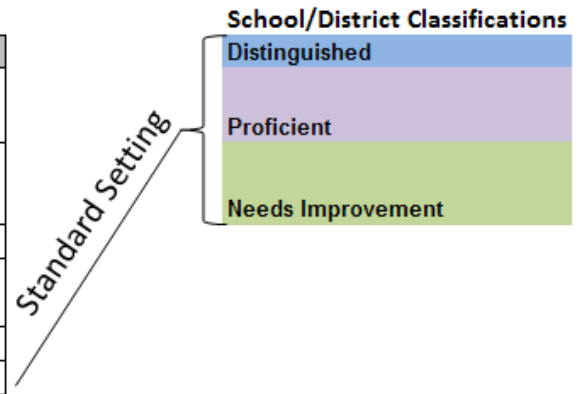 School/District Classifications
Distinguished
Proficient
Needs Improvement
Standard Setting